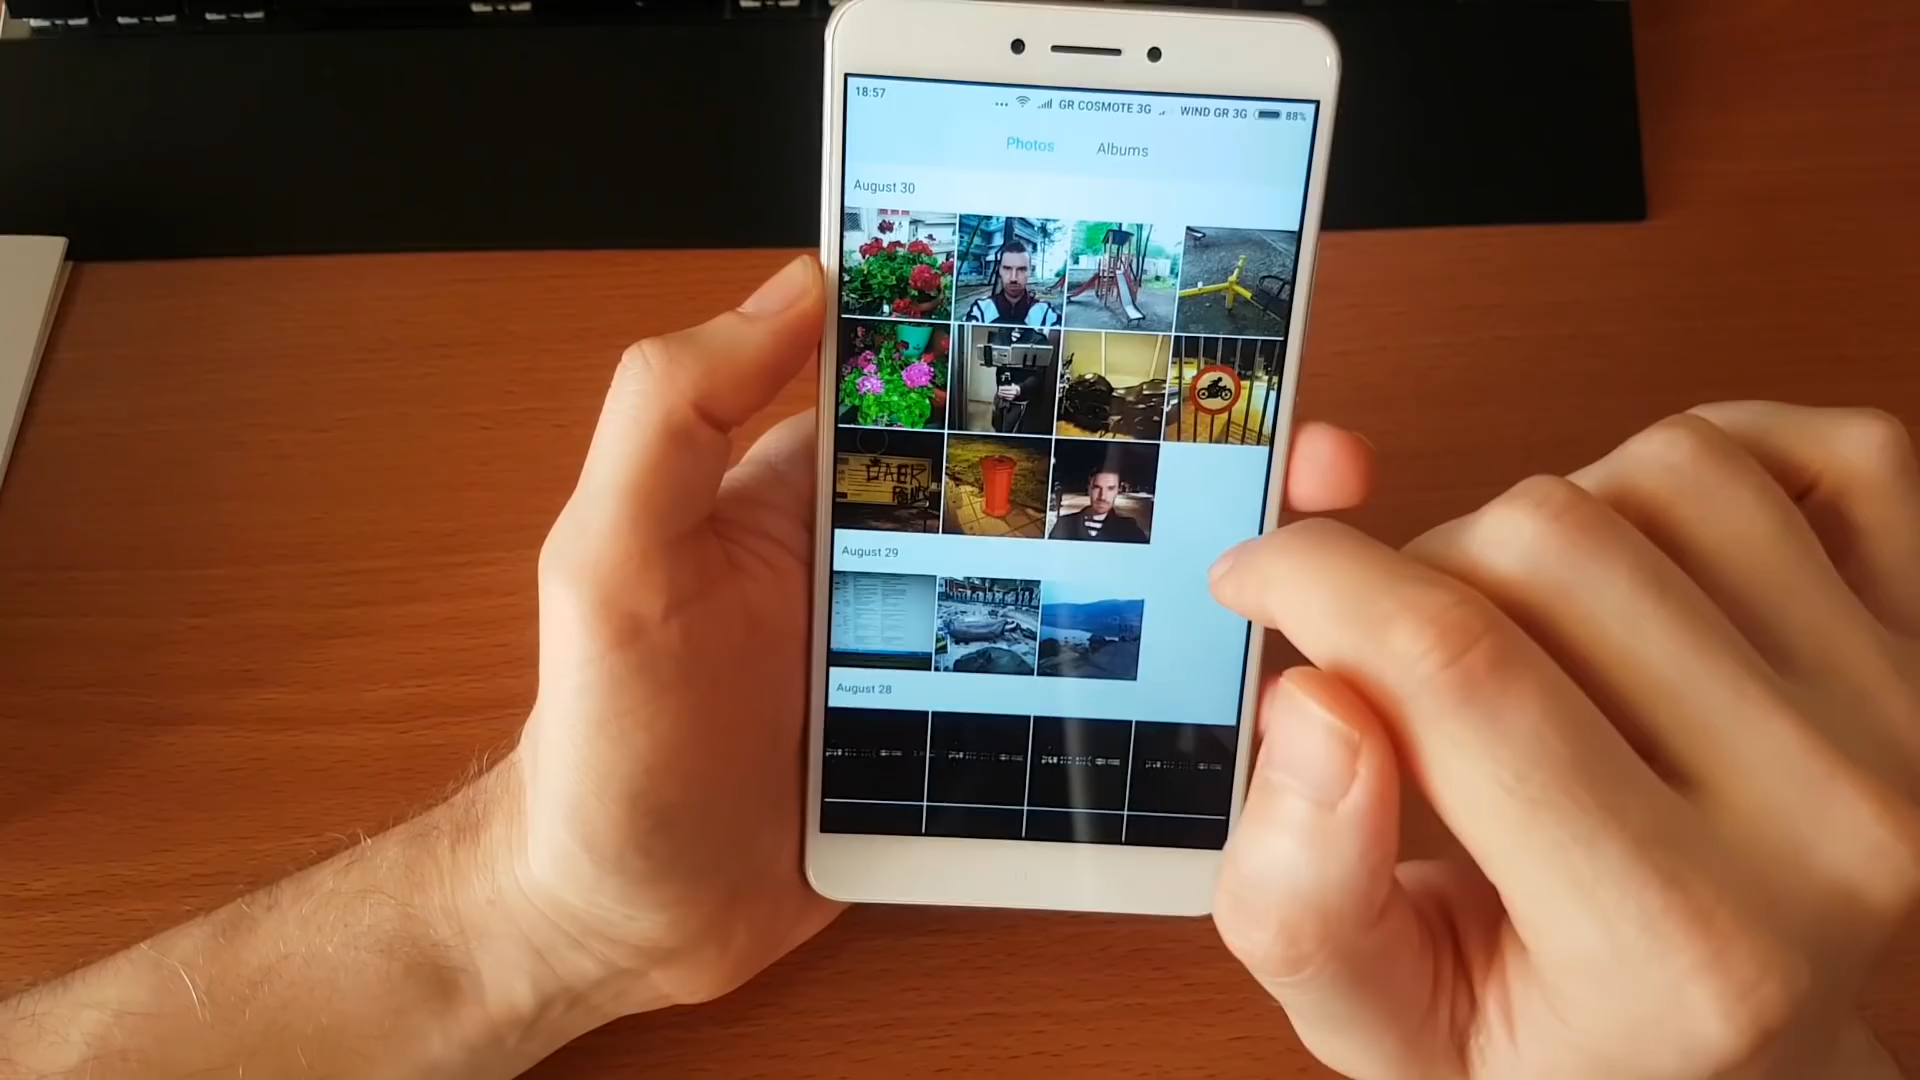 18:57
... GR COSMOTE 3G WIND GR 3G 88%
Photos Albums
August 30
August 29
August 28